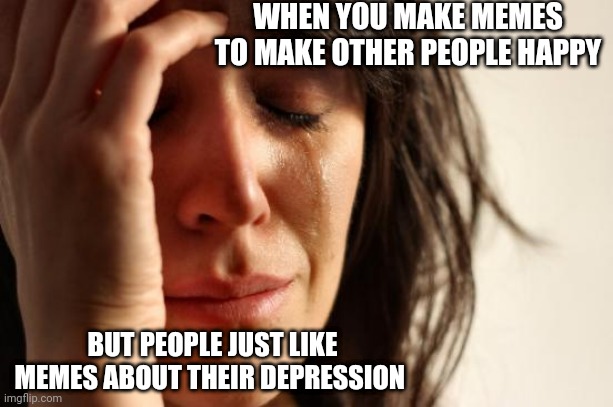 WHEN YOU MAKE MEMES
TO MAKE OTHER PEOPLE HAPPY
BUT PEOPLE JUST LIKE
MEMES ABOUT THEIR DEPRESSION
imgflip.com